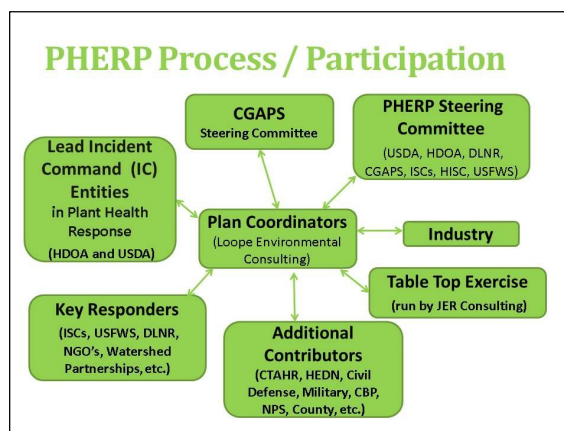 PHERP Process / Participation
CGAPS
Steering Committee
PHERP Steering
Committee
(USDA, HDOA, DLNR,
CGAPS, ISCs, HISC, USFWS)
Lead Incident
Command (IC)
Entities
in Plant Health
Response
(HDOA and USDA)
Plan Coordinators
(Loope Environmental
Consulting)
Industry
Table Top Exercise
(run by JER Consulting)
Key Responders
(ISCs, USFWS, DLNR,
NGO's, Watershed
Partnerships, etc.)
Additional
Contributors
(CTAHR, HEDN, Civil
Defense, Military, CBP,
NPS, County, etc.)